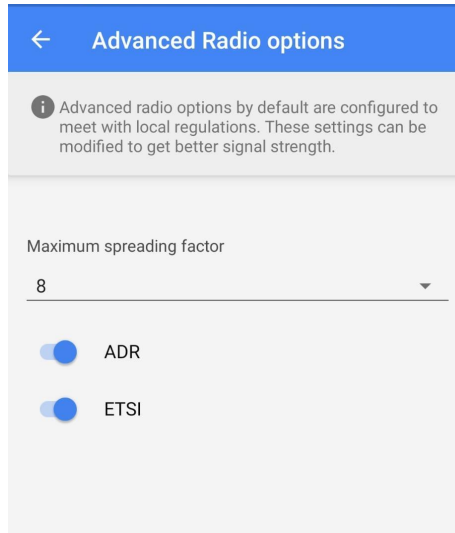 Advanced Radio options
Advanced radio options by default are configured to
meet with local regulations. These settings can be
modified to get better signal strength.
Maximum spreading factor
8
ADR
ETSI